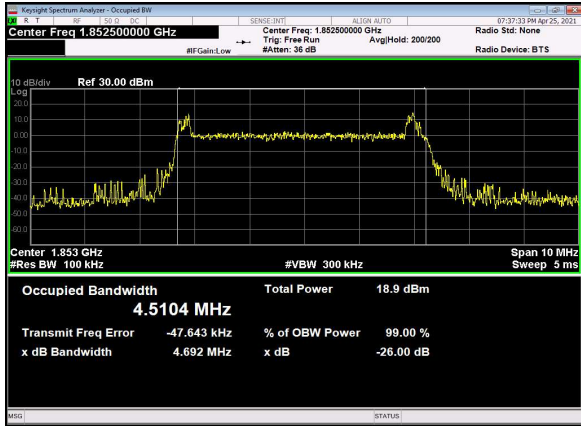 Keysight Spectrum Analyzer - Occupied BW
LXI R T RF 50 Ω DC SENSE:INT ALIGN AUTO 07:37:33 PM Apr 25, 2021
Center Freq 1.852500000 GHz Center Freq: 1.852500000 GHz Radio Std: None
Trig: Free Run Avg|Hold: 200/200
#IFGain:Low #Atten: 36 dB Radio Device: BTS
10 dB/div Ref 30.00 dBm
Log
20.0
10.0
0.00
-10.0
-20.0
-30.0
-40.0
-50.0
-60.0
Center 1.853 GHz Span 10 MHz
#Res BW 100 kHz #VBW 300 kHz Sweep 5 ms
Occupied Bandwidth Total Power 18.9 dBm
4.5104 MHz
Transmit Freq Error -47.643 kHz % of OBW Power 99.00 %
x dB Bandwidth 4.692 MHz x dB -26.00 dB
MSG STATUS